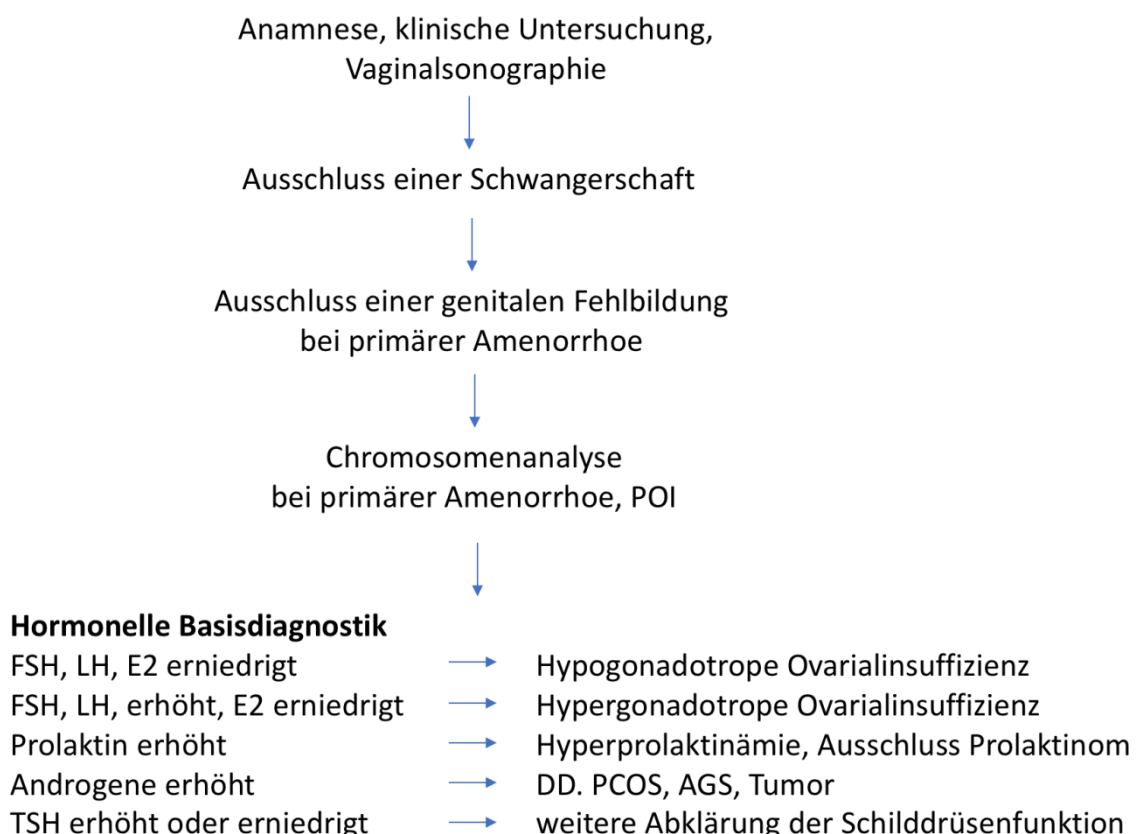 Anamnese, klinische Untersuchung,
Vaginalsonographie
Ausschluss einer Schwangerschaft
Ausschluss einer genitalen Fehlbildung
bei primärer Amenorrhoe
Chromosomenanalyse
bei primärer Amenorrhoe, POI
Hormonelle Basisdiagnostik
FSH, LH, E2 erniedrigt Hypogonadotrope Ovarialinsuffizienz
FSH, LH, erhöht, E2 erniedrigt Hypergonadotrope Ovarialinsuffizienz
Prolaktin erhöht Hyperprolaktinämie, Ausschluss Prolaktinom
Androgene erhöht DD. PCOS, AGS, Tumor
TSH erhöht oder erniedrigt weitere Abklärung der Schilddrüsenfunktion